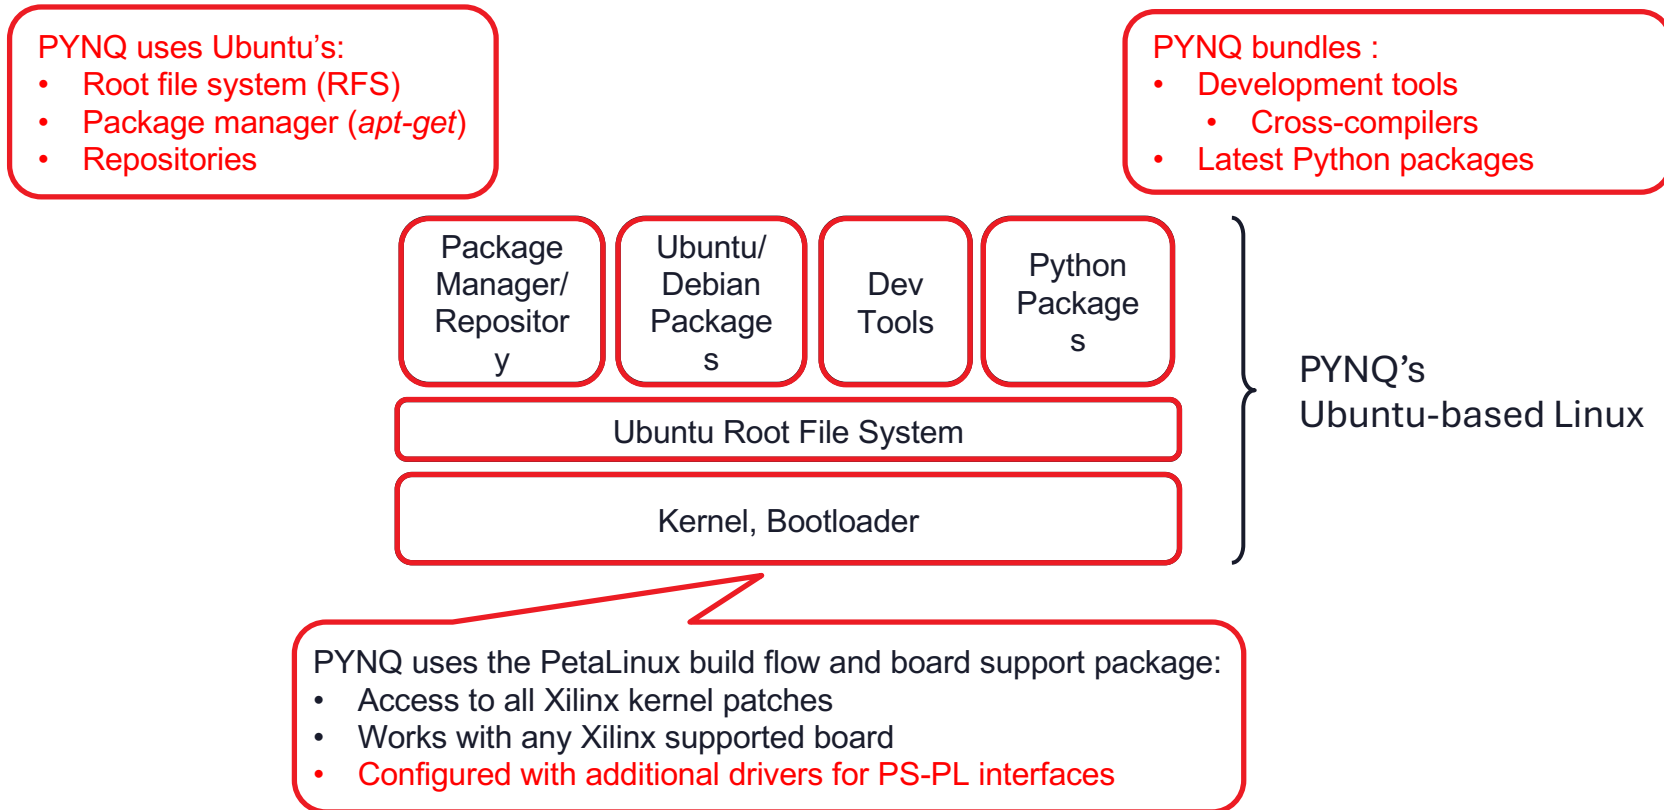 PYNQ uses Ubuntu’s:
• Root file system (RFS)
• Package manager (apt-get)
• Repositories
PYNQ bundles :
• Development tools
• Cross-compilers
• Latest Python packages
Package
Manager/
Repositor
y
Ubuntu/
Debian
Package
s
Dev
Tools
Python
Package
s
Ubuntu Root File System
Kernel, Bootloader
PYNQ’s
Ubuntu-based Linux
PYNQ uses the PetaLinux build flow and board support package:
• Access to all Xilinx kernel patches
• Works with any Xilinx supported board
• Configured with additional drivers for PS-PL interfaces